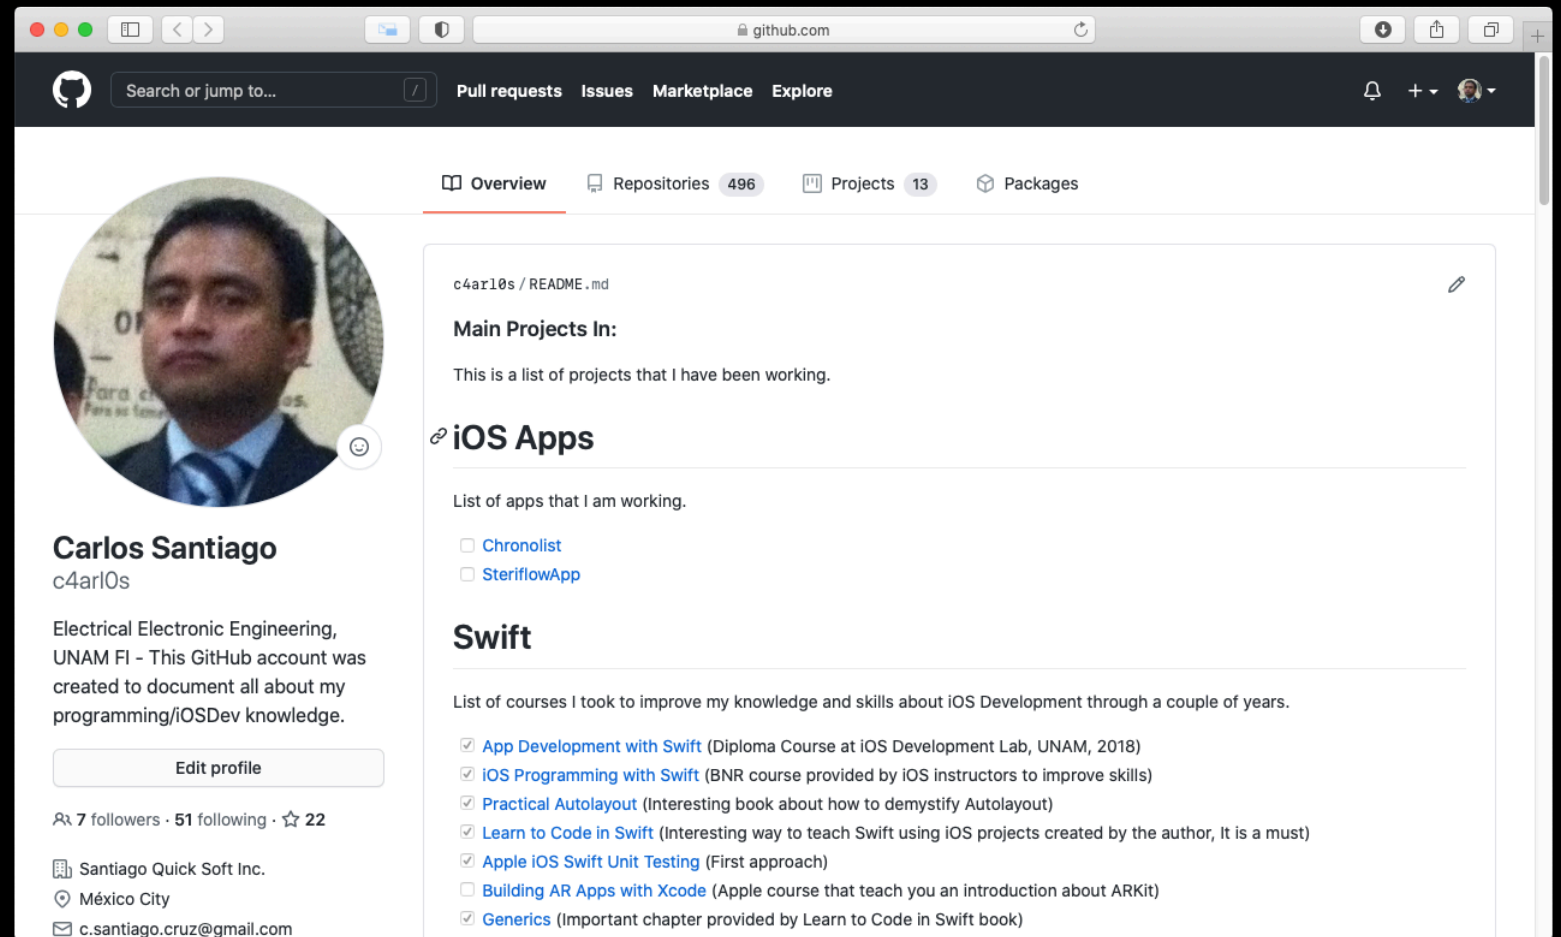 github.com
Search or jump to...
/
Pull requests
Issues
Marketplace
Explore
Overview
Repositories 496
Projects 13
Packages
Carlos Santiago
c4arl0s
Electrical Electronic Engineering,
UNAM FI - This GitHub account was
created to document all about my
programming/iOSDev knowledge.
Edit profile
7 followers · 51 following · 22
Santiago Quick Soft Inc.
México City
c.santiago.cruz@gmail.com
c4arl0s/README.md
Main Projects In:
This is a list of projects that I have been working.
iOS Apps
List of apps that I am working.
Chronolist
SteriflowApp
Swift
List of courses I took to improve my knowledge and skills about iOS Development through a couple of years.
App Development with Swift (Diploma Course at iOS Development Lab, UNAM, 2018)
iOS Programming with Swift (BNR course provided by iOS instructors to improve skills)
Practical Autolayout (Interesting book about how to demystify Autolayout)
Learn to Code in Swift (Interesting way to teach Swift using iOS projects created by the author, It is a must)
Apple iOS Swift Unit Testing (First approach)
Building AR Apps with Xcode (Apple course that teach you an introduction about ARKit)
Generics (Important chapter provided by Learn to Code in Swift book)